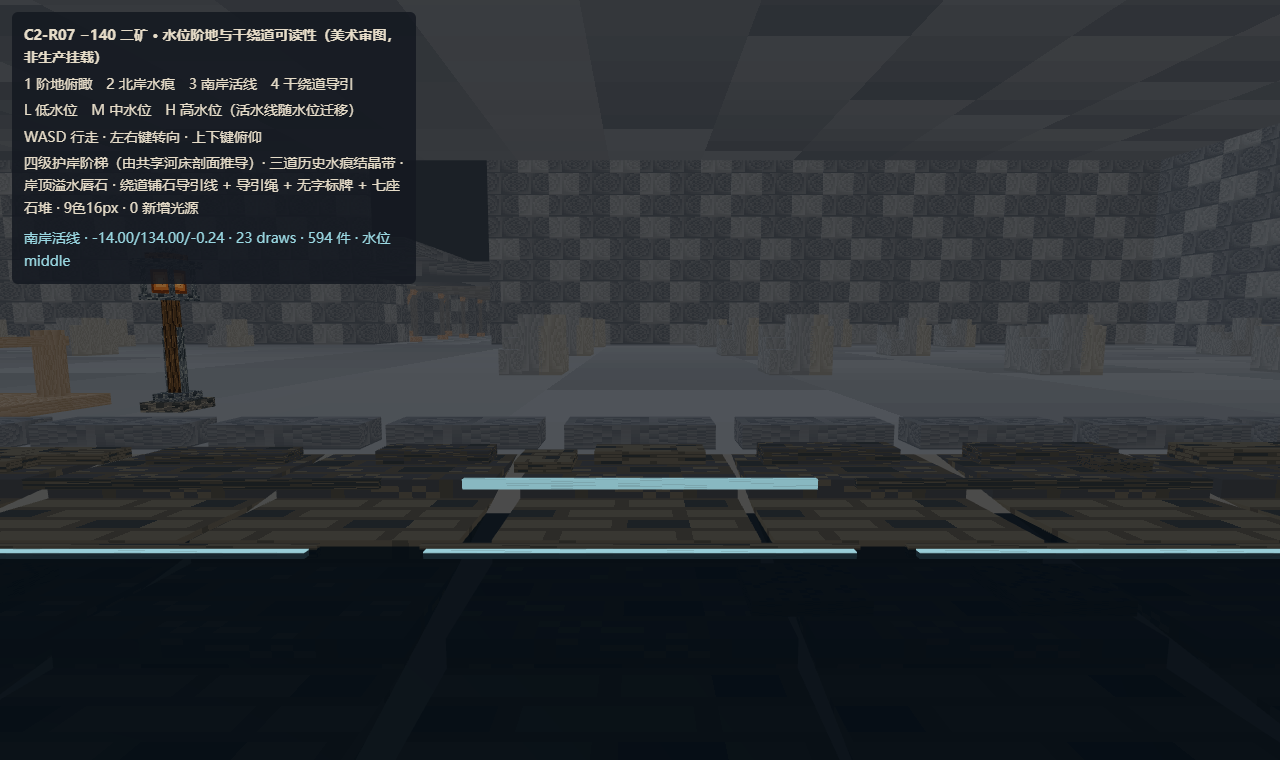 C2-R07 −140 二矿 • 水位阶地与干绕道可读性（美术审图，
非生产挂载）
1 阶地俯瞰 2 北岸水痕 3 南岸活线 4 干绕道导引
L 低水位 M 中水位 H 高水位（活水线随水位迁移）
WASD 行走 · 左右键转向 · 上下键俯仰
四级护岸阶梯（由共享河床剖面推导）· 三道历史水痕结晶带 ·
岸顶溢水唇石 · 绕道铺石导引线 + 导引绳 + 无字标牌 + 七座
石堆 · 9色16px · 0 新增光源
南岸活线 · -14.00/134.00/-0.24 · 23 draws · 594 件 · 水位
middle